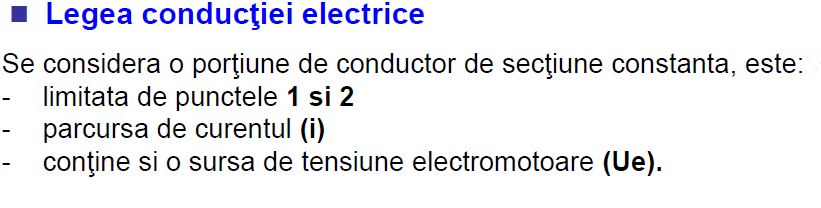 ▪ Legea conducţiei electrice
Se considera o porţiune de conductor de secţiune constanta, este:
- limitata de punctele 1 si 2
- parcursa de curentul (i)
- conţine si o sursa de tensiune electromotoare (Ue).